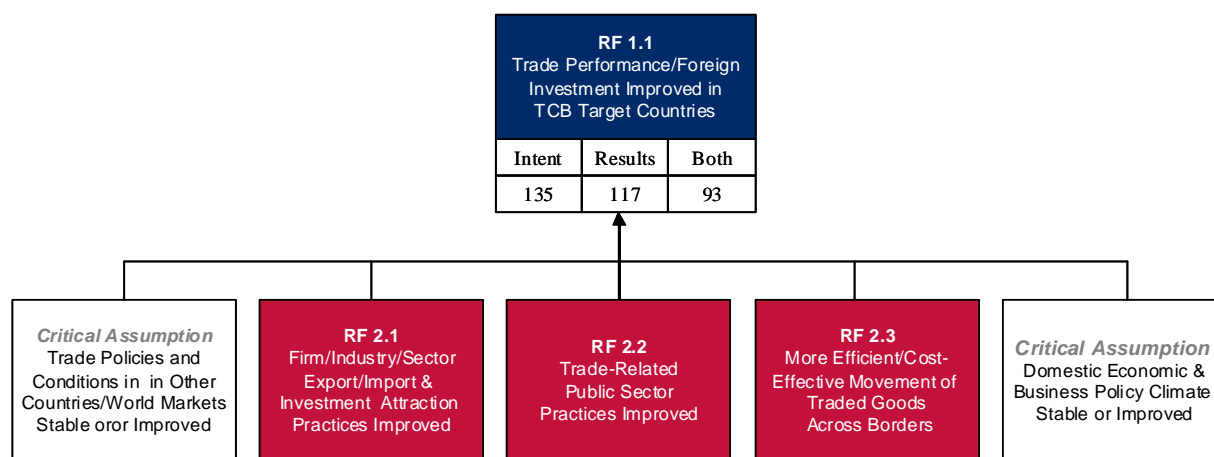 RF 1.1
Trade Performance/Foreign
Investment Improved in
TCB Target Countries
Intent Results Both
135 117 93
Critical Assumption
Trade Policies and
Conditions in in Other
Countries/World Markets
Stable oror Improved
RF 2.1
Firm/Industry/Sector
Export/Import &
Investment Attraction
Practices Improved
RF 2.2
Trade-Related
Public Sector
Practices Improved
RF 2.3
More Efficient/Cost-
Effective Movement of
Traded Goods
Across Borders
Critical Assumption
Domestic Economic &
Business Policy Climate
Stable or Improved